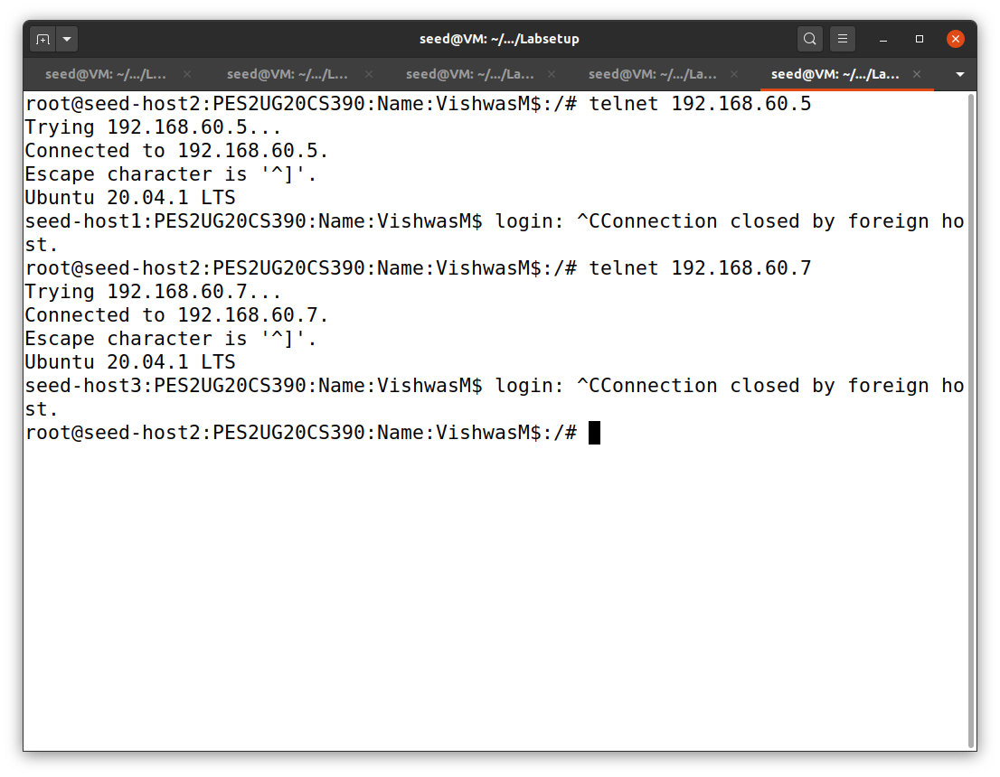 seed@VM: ~/.../Labsetup
seed@VM: ~/.../L... seed@VM: ~/.../L... seed@VM: ~/.../La... seed@VM: ~/.../La... seed@VM: ~/.../La...
root@seed-host2:PES2UG20CS390:Name:VishwasM$:/# telnet 192.168.60.5
Trying 192.168.60.5...
Connected to 192.168.60.5.
Escape character is '^]'.
Ubuntu 20.04.1 LTS
seed-host1:PES2UG20CS390:Name:VishwasM$ login: ^CConnection closed by foreign ho
st.
root@seed-host2:PES2UG20CS390:Name:VishwasM$:/# telnet 192.168.60.7
Trying 192.168.60.7...
Connected to 192.168.60.7.
Escape character is '^]'.
Ubuntu 20.04.1 LTS
seed-host3:PES2UG20CS390:Name:VishwasM$ login: ^CConnection closed by foreign ho
st.
root@seed-host2:PES2UG20CS390:Name:VishwasM$:/#